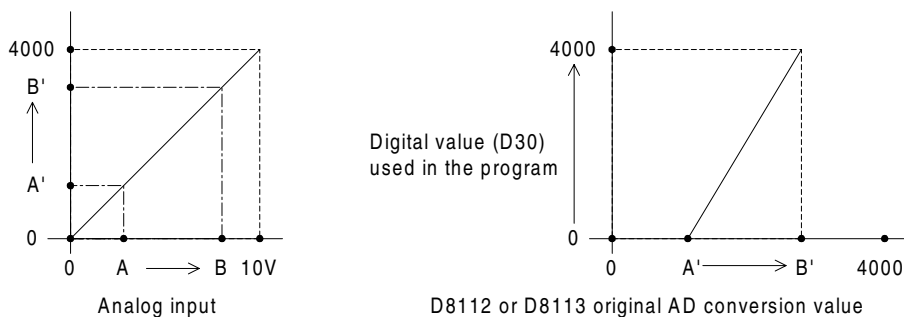 4000
B'
A'
0
0 A B 10V
Analog input
4000
Digital value (D30)
used in the program
0
0 A' B' 4000
D8112 or D8113 original AD conversion value